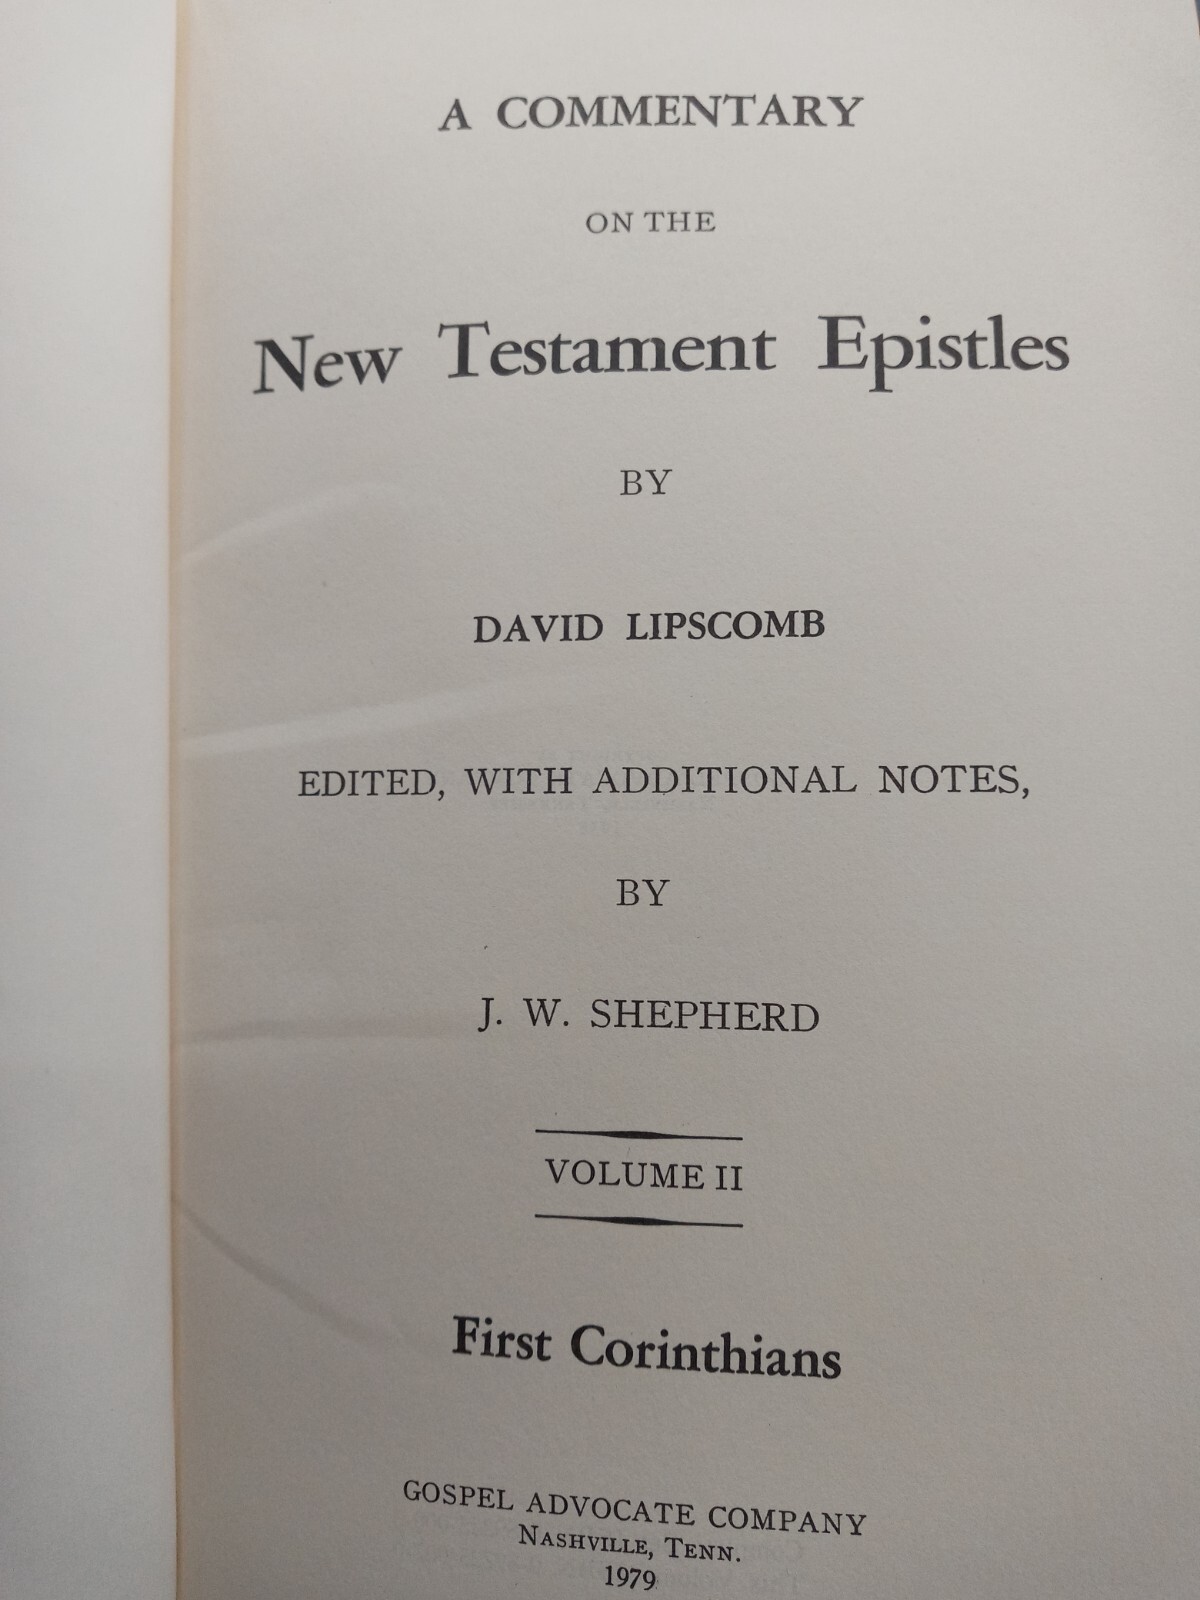 A COMMENTARY
ON THE
New Testament Epistles
BY
DAVID LIPSCOMB
EDITED, WITH ADDITIONAL NOTES,
BY
J. W. SHEPHERD
VOLUME II
First Corinthians
GOSPEL ADVOCATE COMPANY
NASHVILLE, TENN.
1979